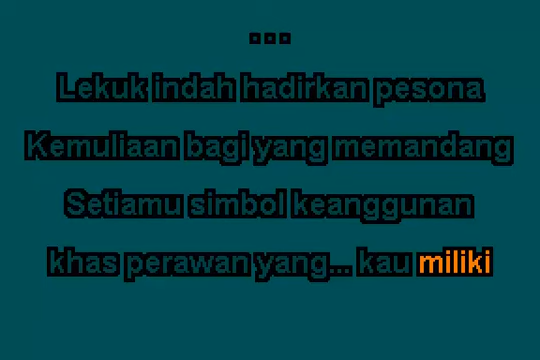 ...
Lekuk indah hadirkan pesona
Kemuliaan bagi yang memandang
Setiamu simbol keanggunan
khas perawan yang... kau miliki